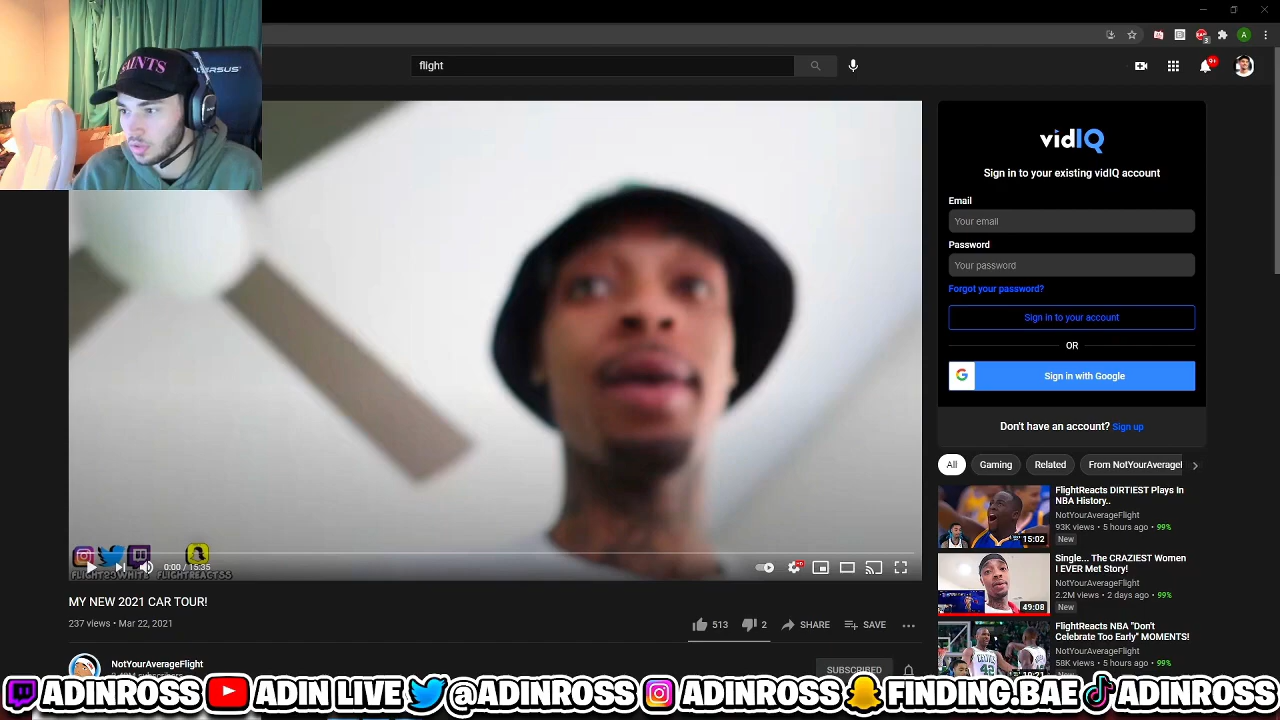 SAINTS
flight
9+
A
3
vidIQ
Sign in to your existing vidIQ account
Email
Your email
Password
Your password
Forgot your password?
Sign in to your account
OR
Sign in with Google
Don't have an account? Sign up
All Gaming Related From NotYourAverageI
FlightReacts DIRTIEST Plays In
NBA History..
NotYourAverageFlight
93K views • 5 hours ago • 99%
New
15:02
Single... The CRAZIEST Women
I EVER Met Story!
NotYourAverageFlight
2.2M views • 2 days ago • 99%
New
49:08
FlightReacts NBA "Don't
Celebrate Too Early" MOMENTS!
NotYourAverageFlight
58K views • 5 hours ago • 99%
0:00 / 15:35
HD
MY NEW 2021 CAR TOUR!
237 views • Mar 22, 2021
513 2 SHARE SAVE
NotYourAverageFlight
SUBSCRIBED
ADINROSS ADIN LIVE @ADINROSS ADINROSS FINDING.BAE ADINROSS